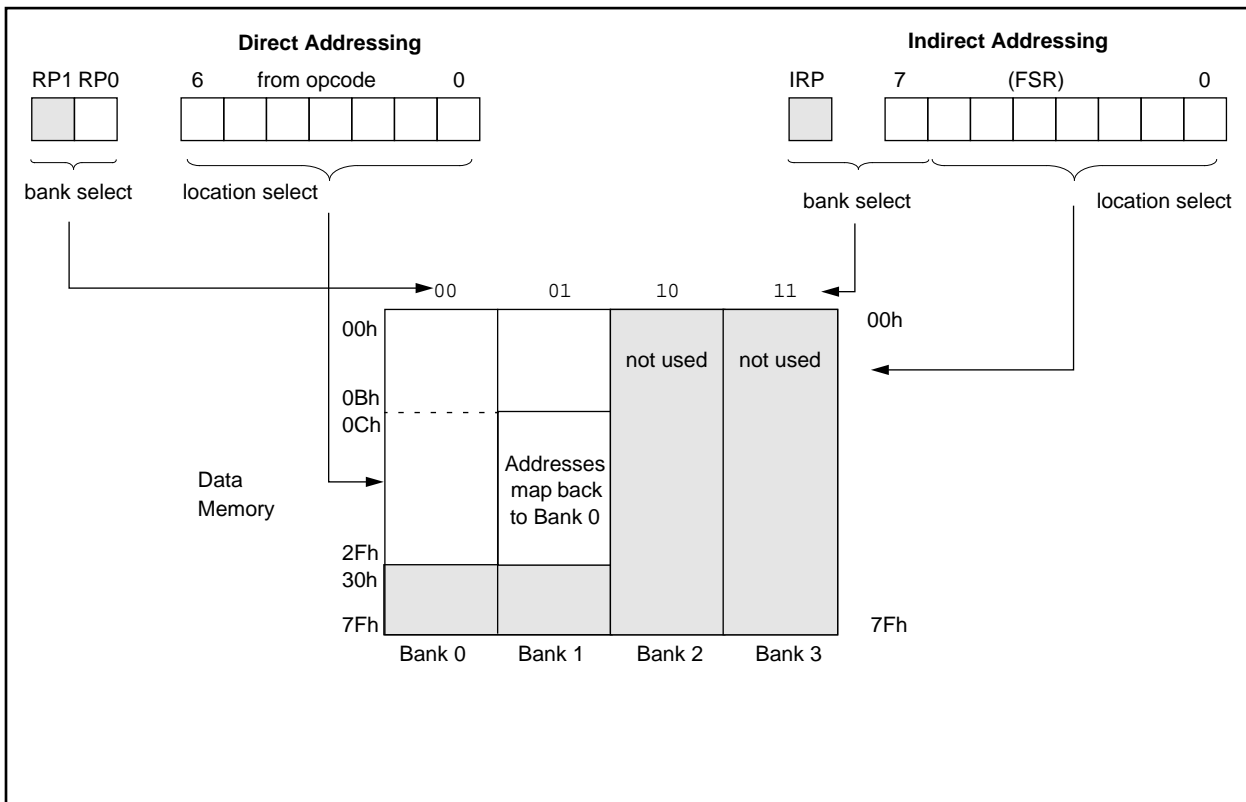 Direct Addressing
Indirect Addressing
RP1 RP0
6 from opcode 0
IRP
7 (FSR) 0
bank select
location select
bank select
location select
00 01 10 11
00h
00h
not used
not used
0Bh
0Ch
Addresses
map back
to Bank 0
Data
Memory
2Fh
30h
7Fh
7Fh
Bank 0 Bank 1 Bank 2 Bank 3